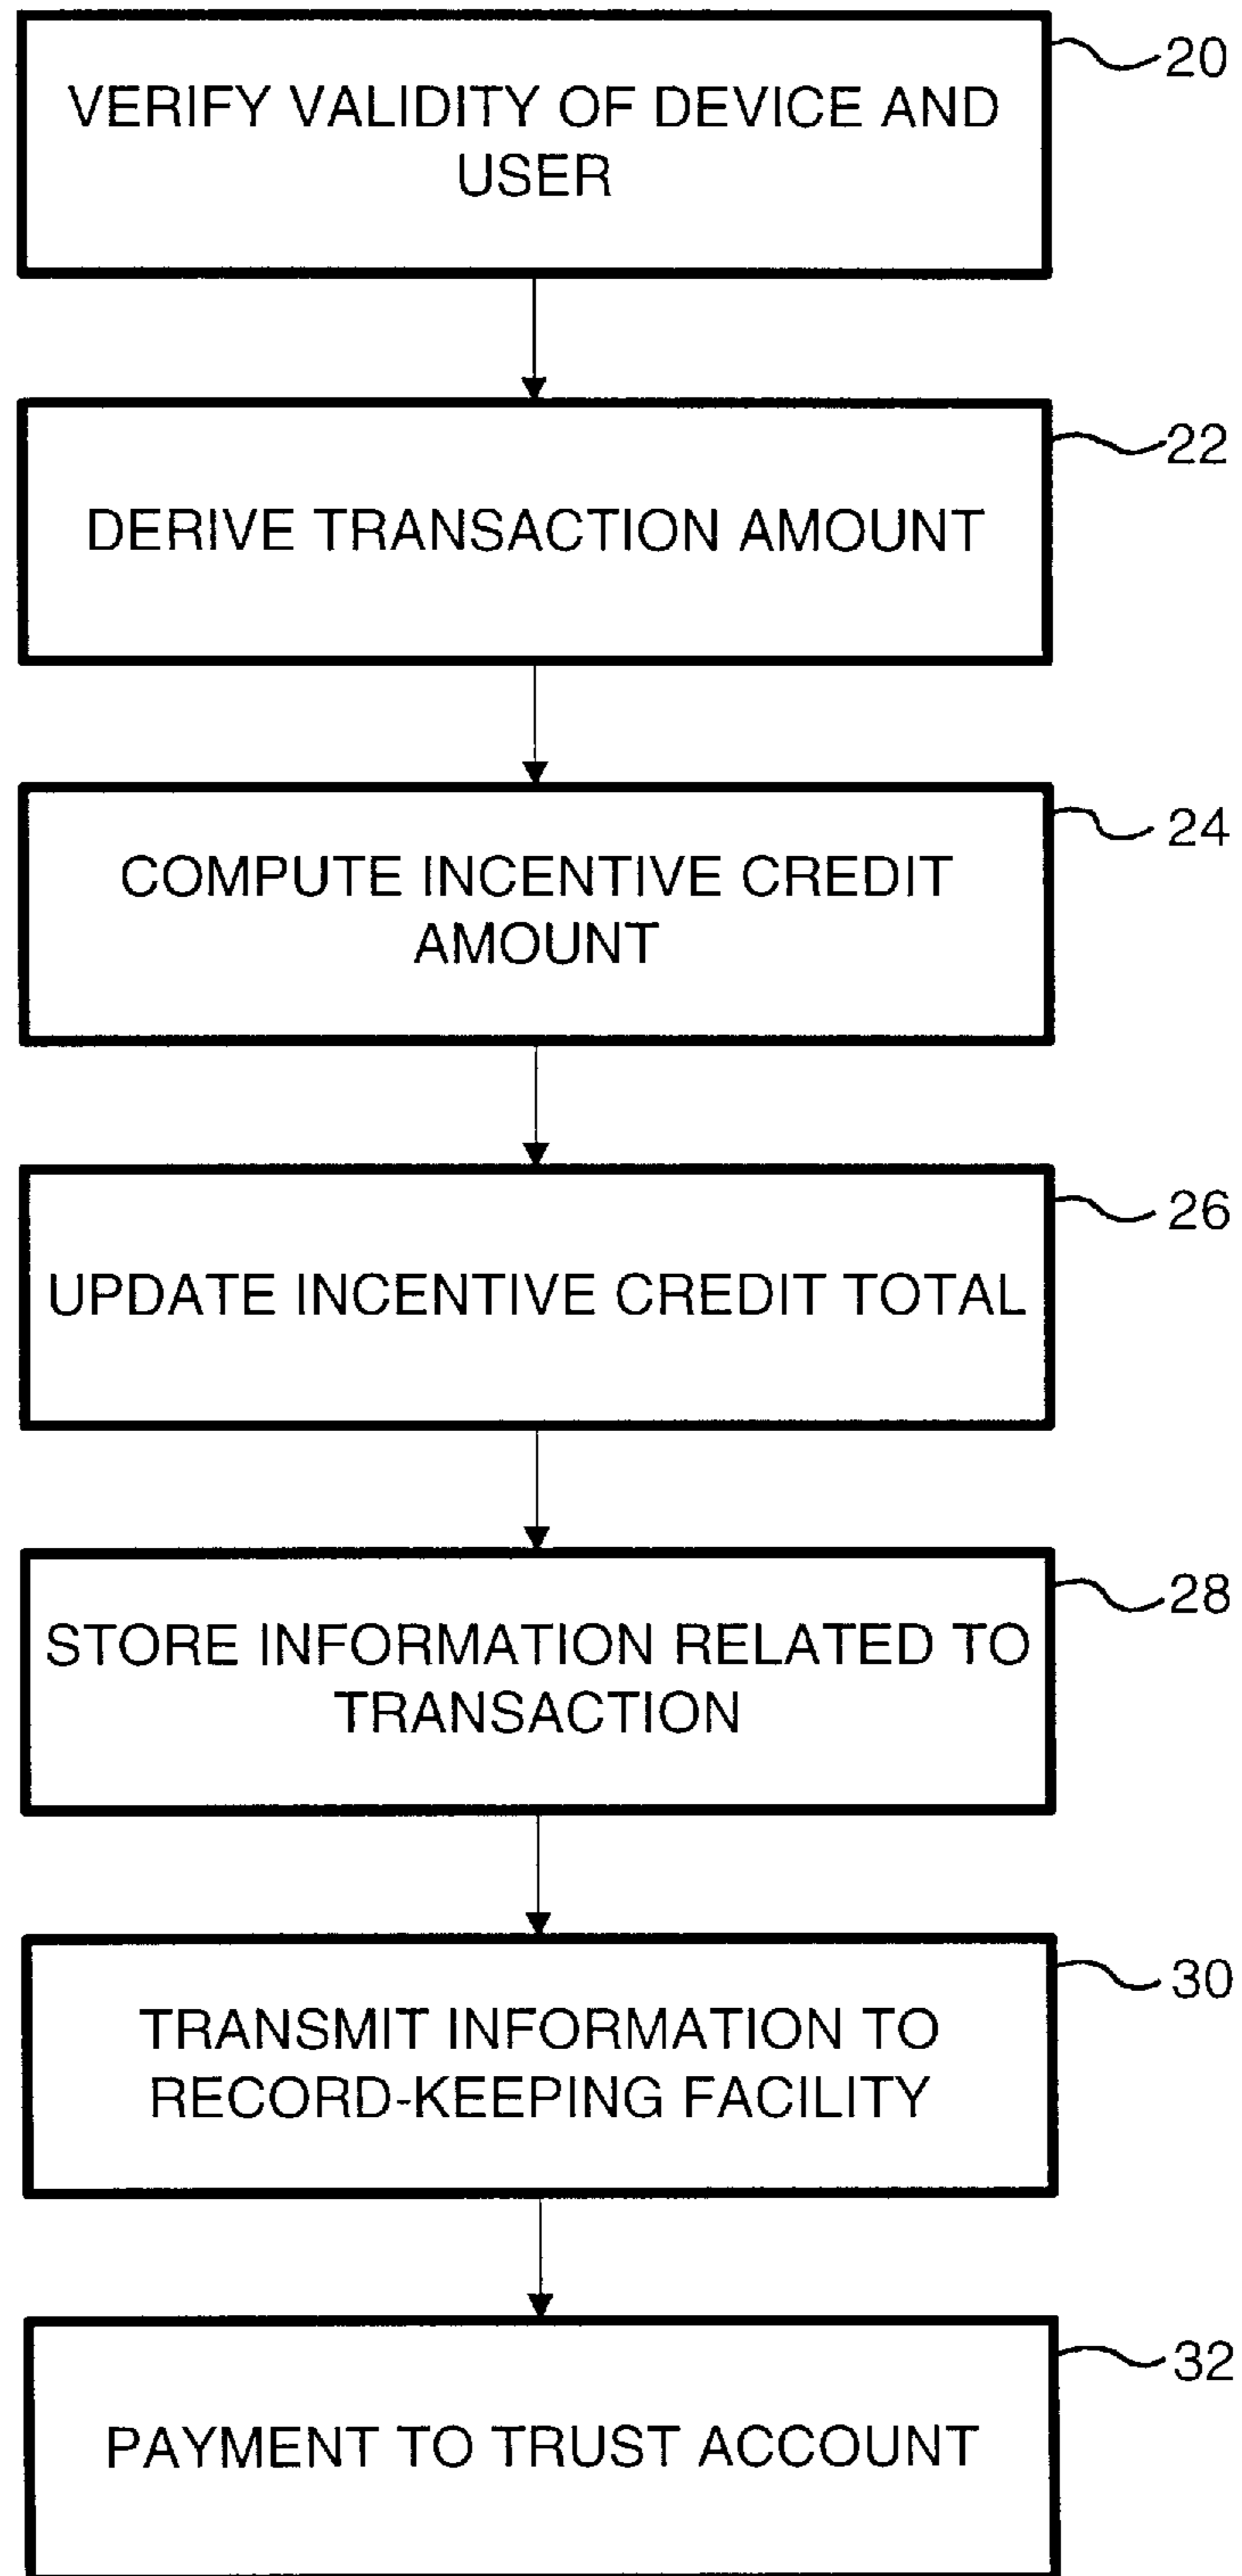 20
VERIFY VALIDITY OF DEVICE AND
USER
22
DERIVE TRANSACTION AMOUNT
24
COMPUTE INCENTIVE CREDIT
AMOUNT
26
UPDATE INCENTIVE CREDIT TOTAL
28
STORE INFORMATION RELATED TO
TRANSACTION
30
TRANSMIT INFORMATION TO
RECORD-KEEPING FACILITY
32
PAYMENT TO TRUST ACCOUNT